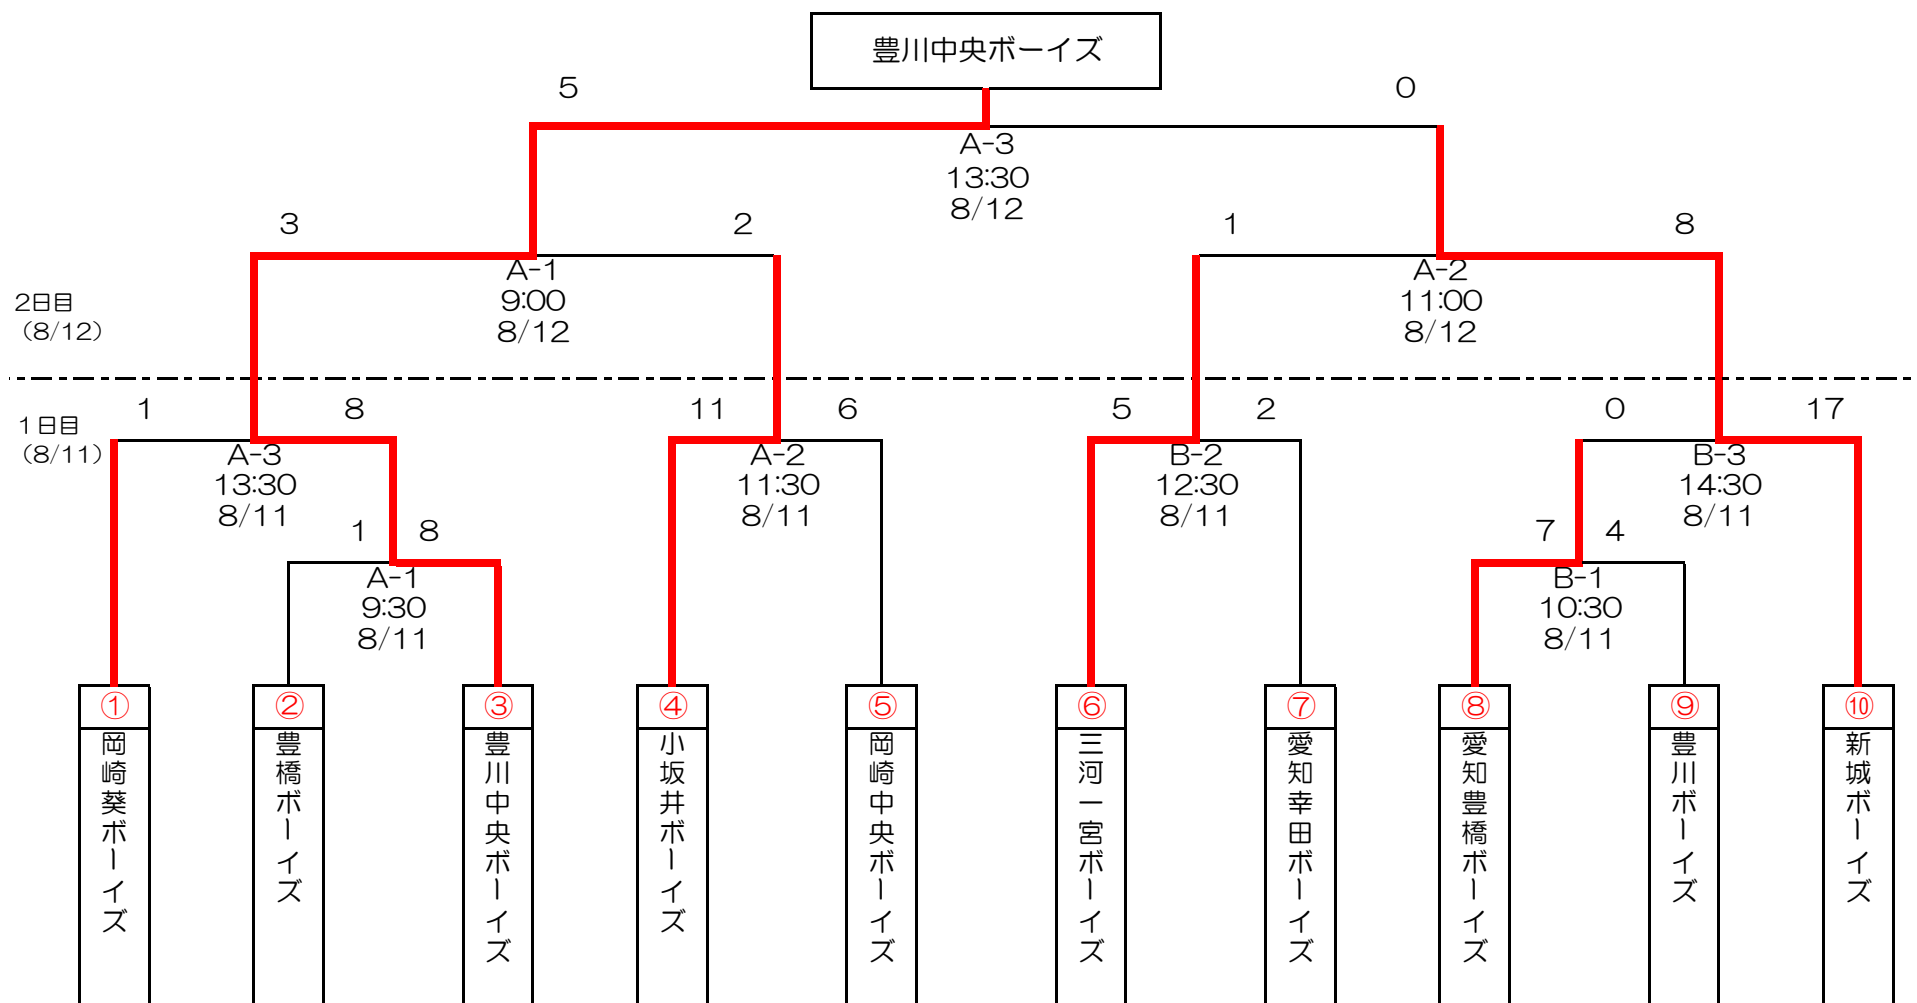 豊川中央ボーイズ
5
0
A-3
13:30
8/12
3
2
1
8
A-1
9:00
8/12
A-2
11:00
8/12
2日目
(8/12)
1
8
11
6
5
2
0
17
1日目
(8/11)
A-3
13:30
8/11
A-2
11:30
8/11
B-2
12:30
8/11
B-3
14:30
8/11
1
8
7
4
A-1
9:30
8/11
B-1
10:30
8/11
①
岡崎葵ボーイズ
②
豊橋ボーイズ
③
豊川中央ボーイズ
④
小坂井ボーイズ
⑤
岡崎中央ボーイズ
⑥
三河一宮ボーイズ
⑦
愛知幸田ボーイズ
⑧
愛知豊橋ボーイズ
⑨
豊川ボーイズ
⑩
新城ボーイズ